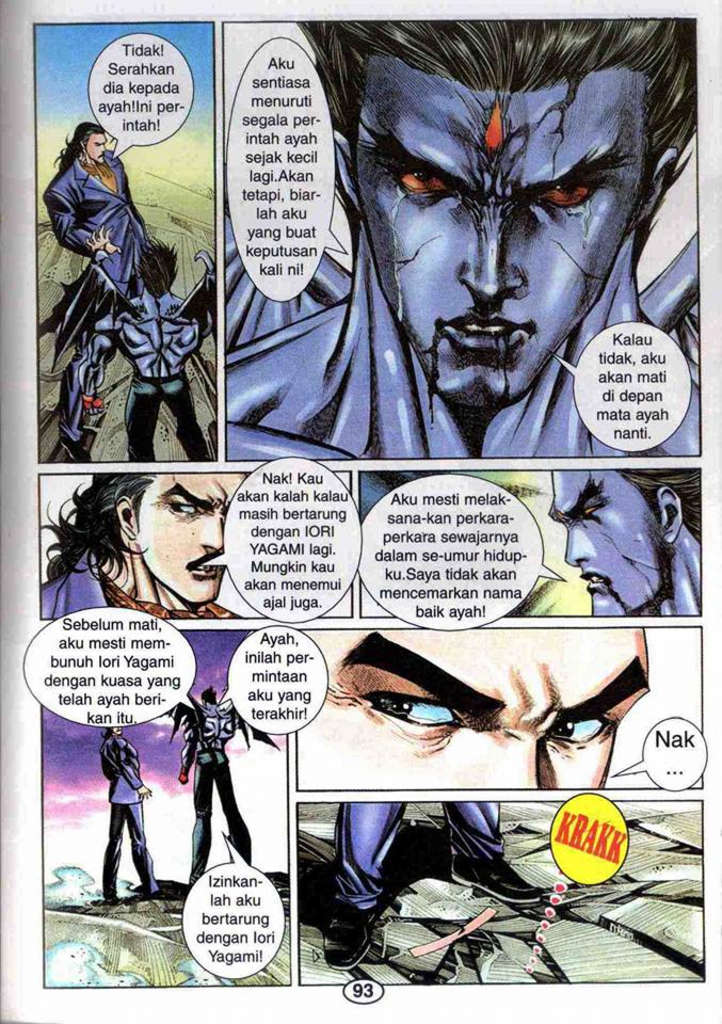 Tidak!
Serahkan
dia kepada
ayah!Ini per-
intah!
Aku
sentiasa
menuruti
segala per-
intah ayah
sejak kecil
lagi.Akan
tetapi, biar-
lah aku
yang buat
keputusan
kali ni!
Kalau
tidak, aku
akan mati
di depan
mata ayah
nanti.
Nak! Kau
akan kalah kalau
masih bertarung
dengan IORI
YAGAMI lagi.
Mungkin kau
akan menemui
ajal juga.
Aku mesti melak-
sana-kan perkara-
perkara sewajarnya
dalam se-umur hidup-
ku.Saya tidak akan
mencemarkan nama
baik ayah!
Sebelum mati,
aku mesti mem-
bunuh Iori Yagami
dengan kuasa yang
telah ayah beri-
kan itu.
Ayah,
inilah per-
mintaan
aku yang
terakhir!
Izinkan-
lah aku
bertarung
dengan Iori
Yagami!
Nak
...
KRAKK
93